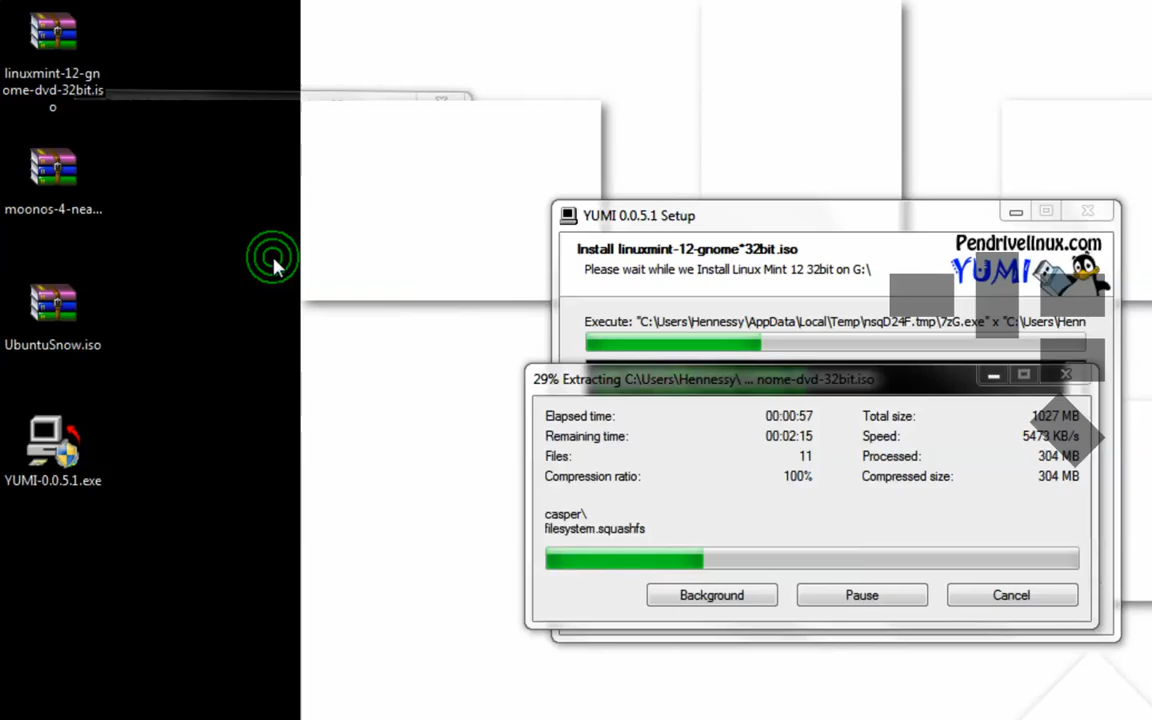 linuxmint-12-gn
ome-dvd-32bit.is
o
moonos-4-nea...
UbuntuSnow.iso
YUMI-0.0.5.1.exe
YUMI 0.0.5.1 Setup
Install linuxmint-12-gnome*32bit.iso
Please wait while we Install Linux Mint 12 32bit on G:\
Pendrivelinux.com
YUMI
Execute: "C:\Users\Hennessy\AppData\Local\Temp\nsqD24F.tmp\7zG.exe" x "C:\Users\Henn
29% Extracting C:\Users\Hennessy\ ... nome-dvd-32bit.iso
Elapsed time: 00:00:57 Total size: 1027 MB
Remaining time: 00:02:15 Speed: 5473 KB/s
Files: 11 Processed: 304 MB
Compression ratio: 100% Compressed size: 304 MB
casper\
filesystem.squashfs
Background Pause Cancel